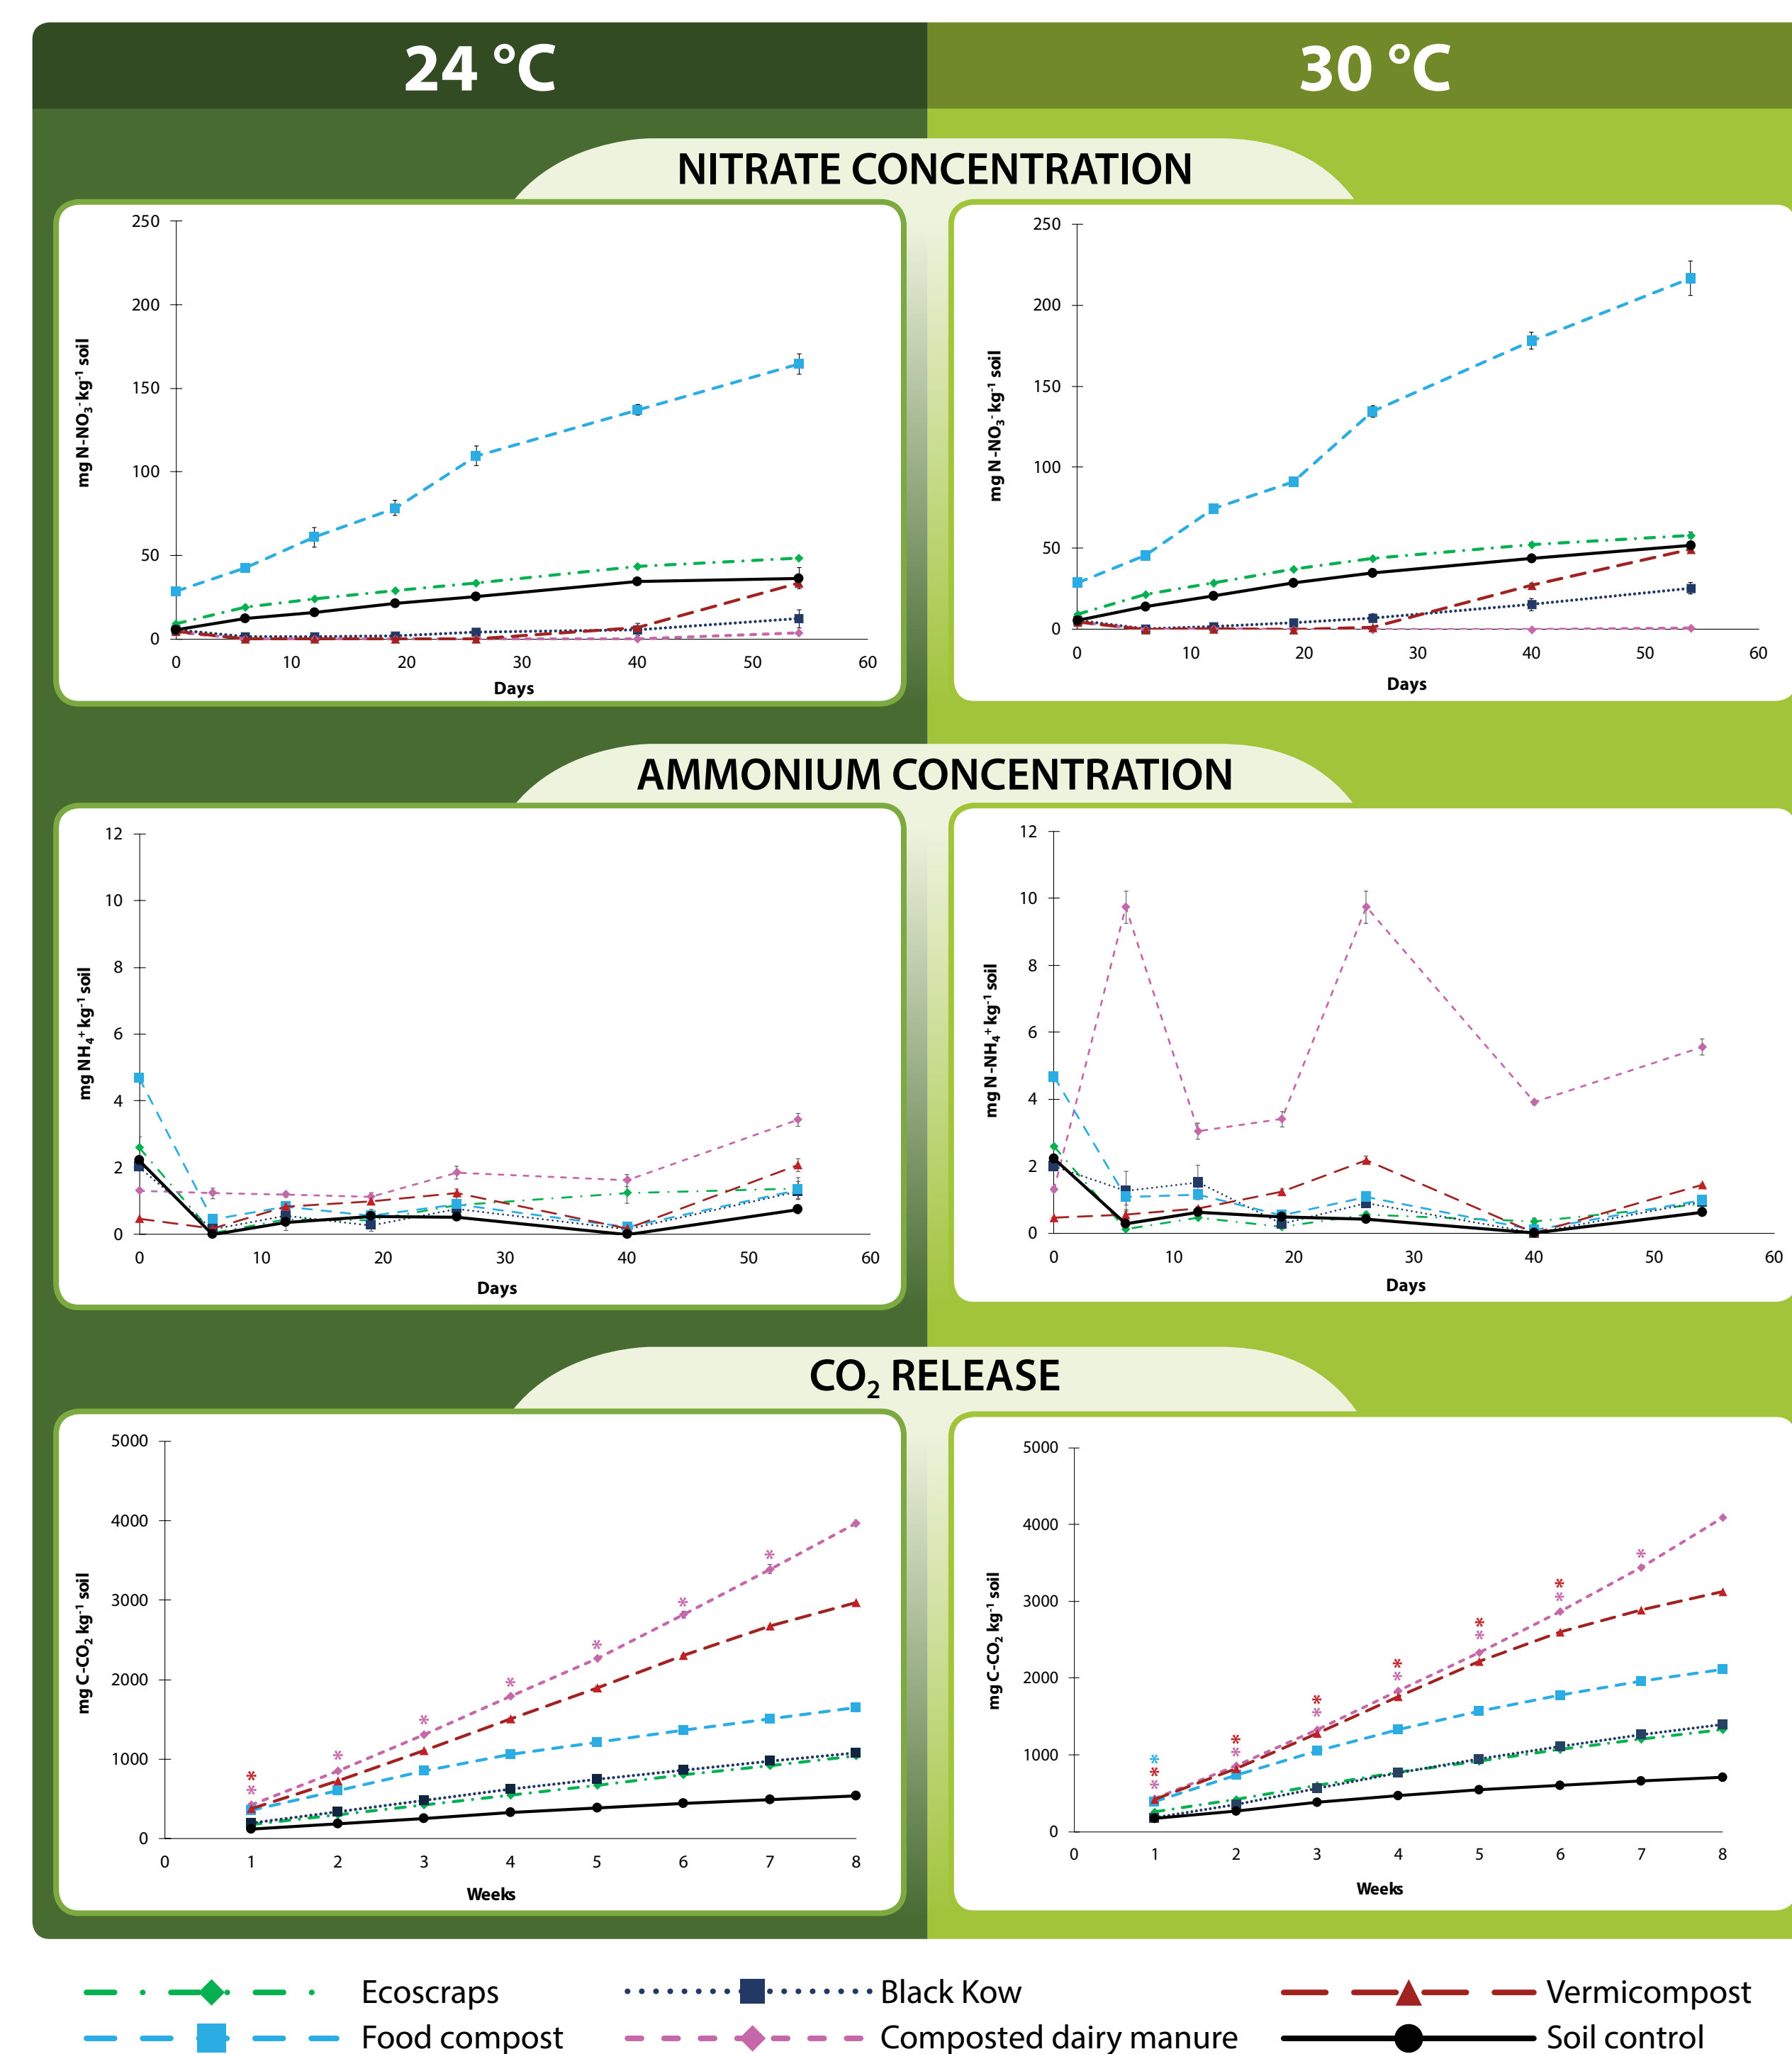 24 °C
30 °C
NITRATE CONCENTRATION
250
200
150
100
50
0
mg N-NO₃⁻ kg⁻¹ soil
0 10 20 30 40 50 60
Days
250
200
150
100
50
0
mg N-NO₃⁻ kg⁻¹ soil
0 10 20 30 40 50 60
Days
AMMONIUM CONCENTRATION
12
10
8
6
4
2
0
mg NH₄⁺ kg⁻¹ soil
0 10 20 30 40 50 60
Days
12
10
8
6
4
2
0
mg N-NH₄⁺ kg⁻¹ soil
0 10 20 30 40 50 60
Days
CO₂ RELEASE
5000
4000
3000
2000
1000
0
mg C-CO₂ kg⁻¹ soil
0 1 2 3 4 5 6 7 8
Weeks
5000
4000
3000
2000
1000
0
mg C-CO₂ kg⁻¹ soil
0 1 2 3 4 5 6 7 8
Weeks
Ecoscraps
Black Kow
Vermicompost
Food compost
Composted dairy manure
Soil control